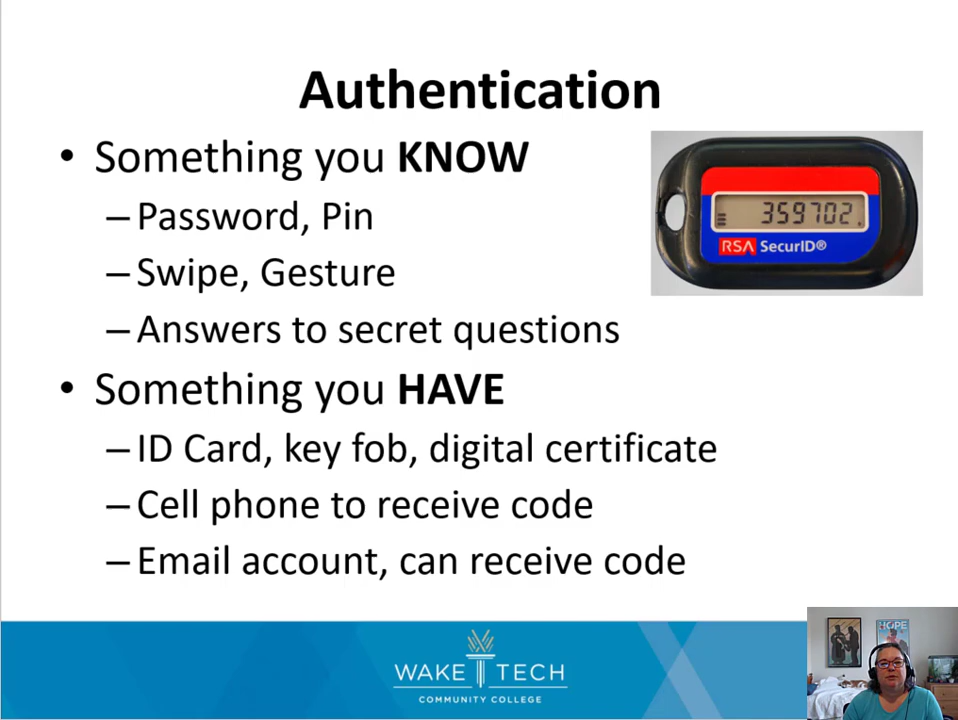 Authentication
• Something you KNOW
– Password, Pin
– Swipe, Gesture
– Answers to secret questions
359702
RSA SecurID®
• Something you HAVE
– ID Card, key fob, digital certificate
– Cell phone to receive code
– Email account, can receive code
WAKE TECH
COMMUNITY COLLEGE
HOPE